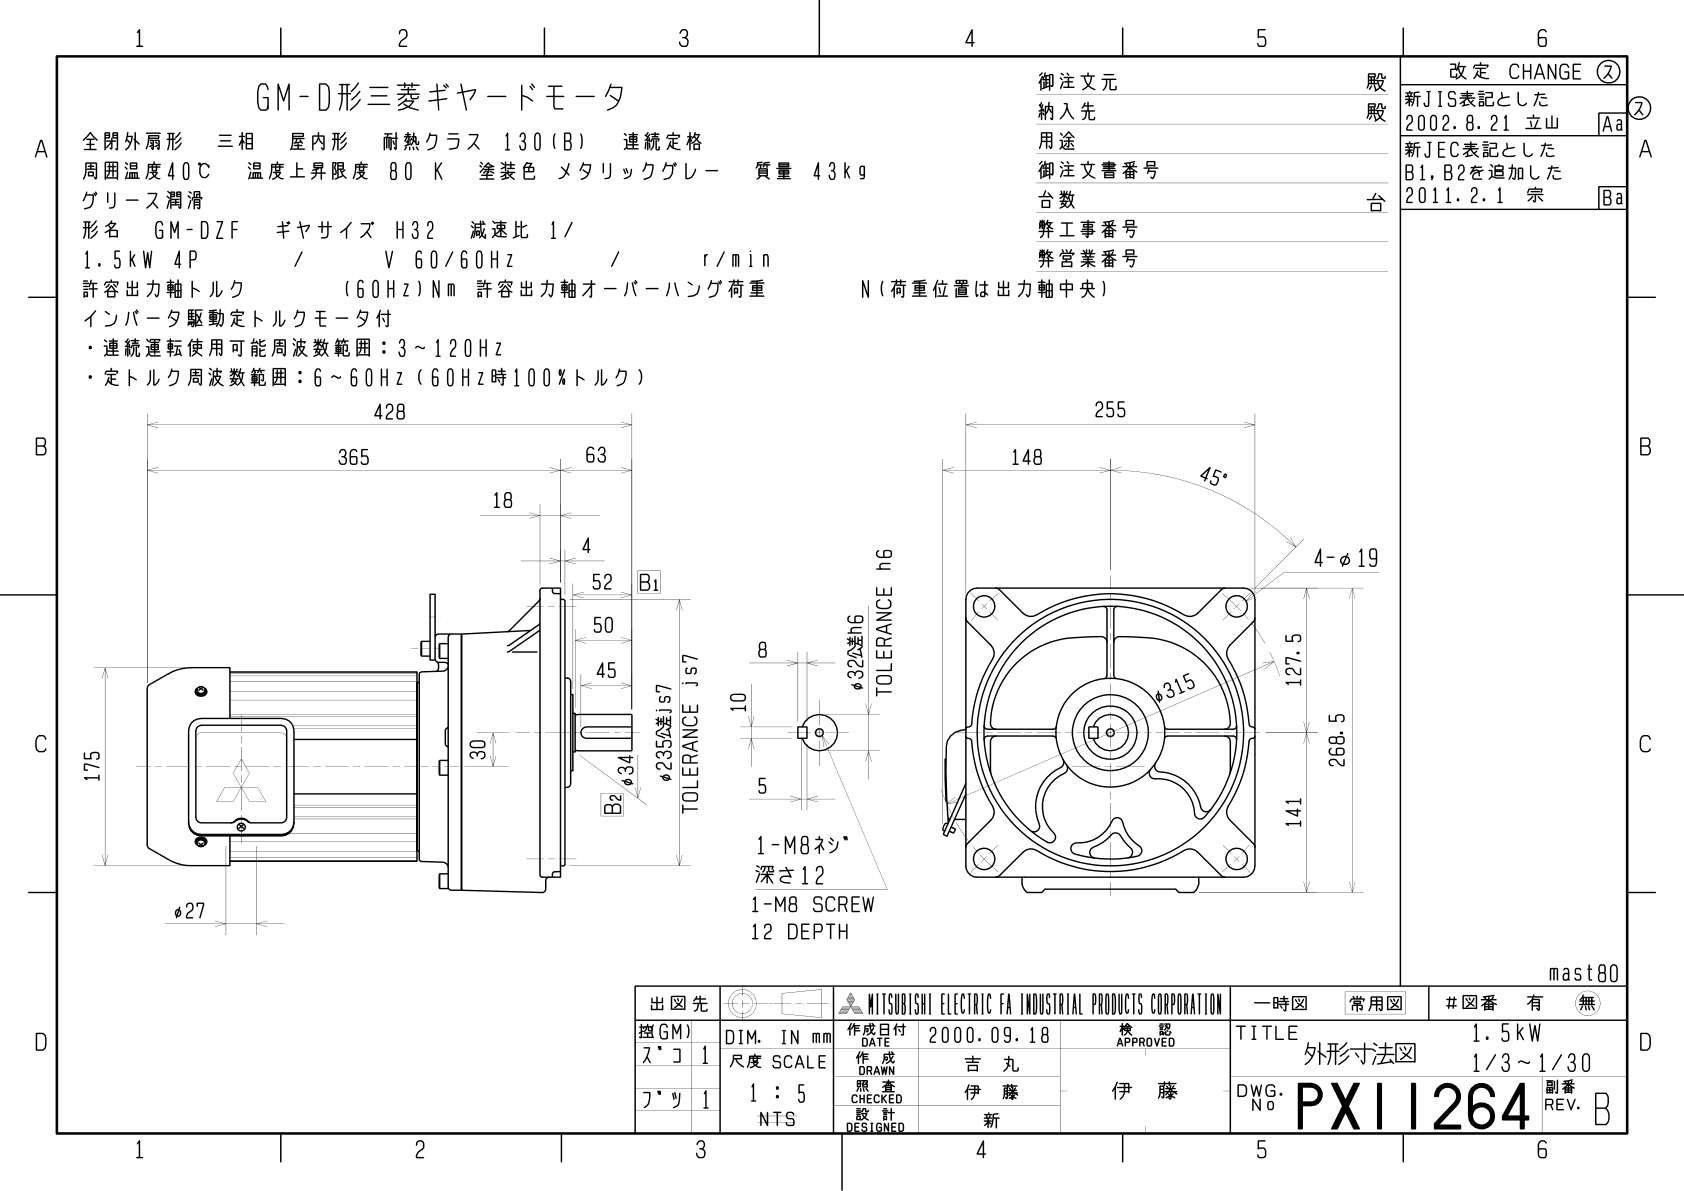 1 2 3 4 5 6
GM-D形三菱ギヤードモータ
全閉外扇形 三相 屋内形 耐熱クラス 130(B) 連続定格
周囲温度40℃ 温度上昇限度 80 K 塗装色 メタリックグレー 質量 43kg
グリース潤滑
形名 GM-DZF ギヤサイズ H32 減速比 1/
1.5kW 4P / V 60/60Hz / r/min
許容出力軸トルク (60Hz)Nm 許容出力軸オーバーハング荷重 N(荷重位置は出力軸中央)
インバータ駆動定トルクモータ付
・連続運転使用可能周波数範囲：3～120Hz
・定トルク周波数範囲：6～60Hz(60Hz時100%トルク)
御注文元 殿
納入先 殿
用途
御注文書番号
台数 台
弊工事番号
弊営業番号
改定 CHANGE ス
新JIS表記とした
2002.8.21 立山 Aa
新JEC表記とした
B1,B2を追加した
2011.2.1 宗 Ba
ス
A A
B B
C C
D D
428
365 63
18
4
52 B1
50
45
30
175
φ27
φ34
B2
φ235公差js7
TOLERANCE js7
8
10
5
φ32公差h6
TOLERANCE h6
1-M8ネジ
深さ12
1-M8 SCREW
12 DEPTH
255
148
45°
4-φ19
φ315
127.5
268.5
141
mast80
出図先
控(GM)
ズコ 1
ブツ 1
DIM. IN mm
尺度 SCALE
1 : 5
NTS
MITSUBISHI ELECTRIC FA INDUSTRIAL PRODUCTS CORPORATION
作成日付 DATE 2000.09.18
作成 DRAWN 吉丸
照査 CHECKED 伊藤
設計 DESIGNED 新
検認 APPROVED
伊藤
一時図 常用図 #図番 有 無
TITLE 外形寸法図
1.5kW
1/3～1/30
DWG. No PX11264
副番 REV. B
1 2 3 4 5 6